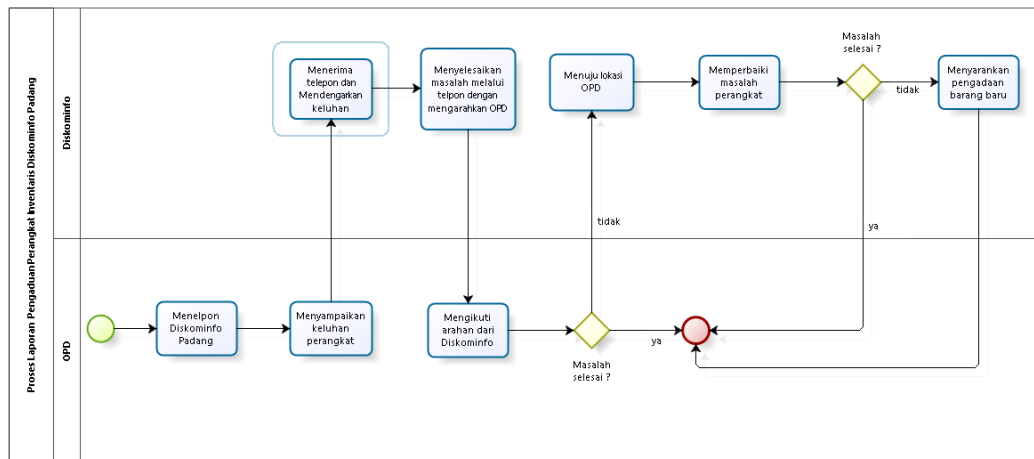 Proses Laporan Pengaduan Perangkat Inventaris Diskominfo Padang
Diskominfo
Menerima
telepon dan
Mendengarkan
keluhan
Menyelesaikan
masalah melalui
telpon dengan
mengarahkan OPD
Menuju lokasi
OPD
Memperbaiki
masalah
perangkat
Masalah
selesai ?
tidak
Menyarankan
pengadaan
barang baru
tidak
ya
OPD
Menelpon
Diskominfo
Padang
Menyampaikan
keluhan
perangkat
Mengikuti
arahan dari
Diskominfo
Masalah
selesai ?
ya